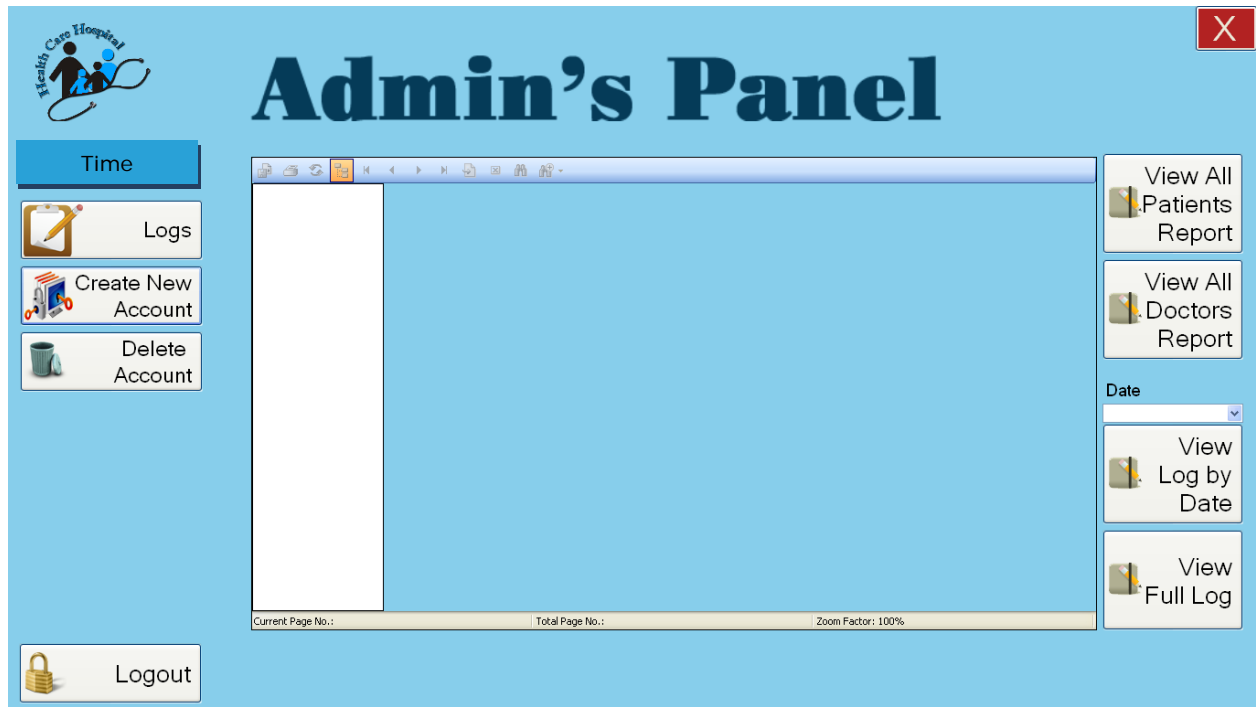 Health Care Hospital
X
Admin's Panel
Time
Logs
Create New
Account
Delete
Account
Logout
Current Page No.:
Total Page No.:
Zoom Factor: 100%
View All
Patients
Report
View All
Doctors
Report
Date
View
Log by
Date
View
Full Log